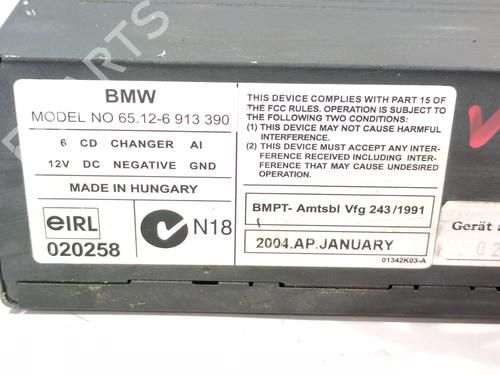 PARTS
BMW
MODEL NO 65.12-6 913 390
6 CD CHANGER AI
12V DC NEGATIVE GND
MADE IN HUNGARY
eIRL
020258
N18
THIS DEVICE COMPLIES WITH PART 15 OF
THE FCC RULES. OPERATION IS SUBJECT TO
THE FOLLOWING TWO CONDITIONS:
(1) THIS DEVICE MAY NOT CAUSE HARMFUL
INTERFERENCE.
(2) THIS DEVICE MUST ACCEPT ANY INTER-
FERENCE RECEIVED INCLUDING INTER-
FERENCE THAT MAY CAUSE UNDESIRED
OPERATION.
BMPT- Amtsbl Vfg 243/1991
2004.AP.JANUARY
01342K03-A
Gerät